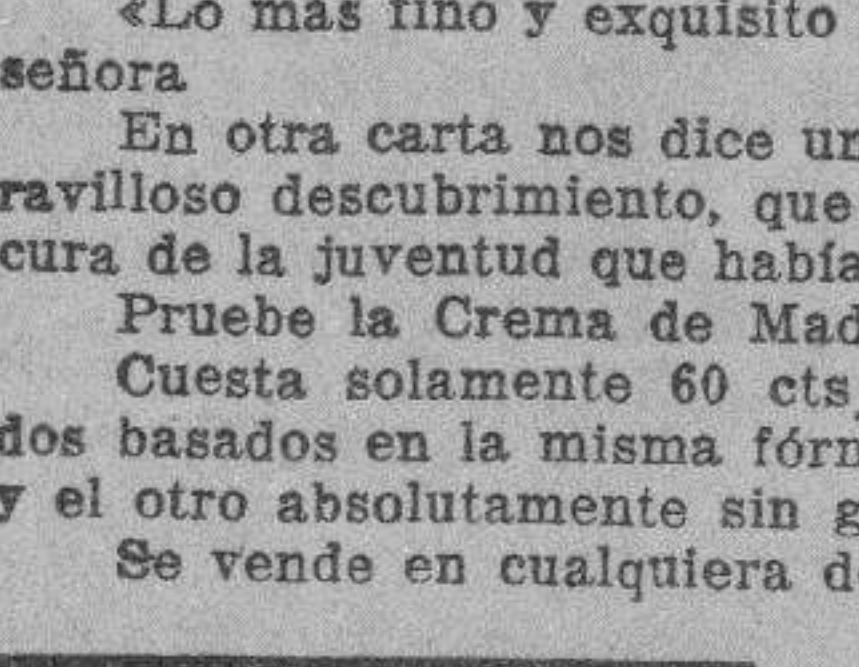 «Lo más fino y exquisito
señora
En otra carta nos dice un
ravilloso descubrimiento, que
cura de la juventud que había
Pruebe la Crema de Mad
Cuesta solamente 60 cts
dos basados en la misma fórm
y el otro absolutamente sin g
Se vende en cualquiera d